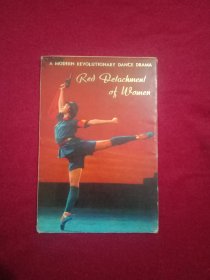 A MODERN REVOLUTIONARY DANCE DRAMA
Red Detachment
of Women